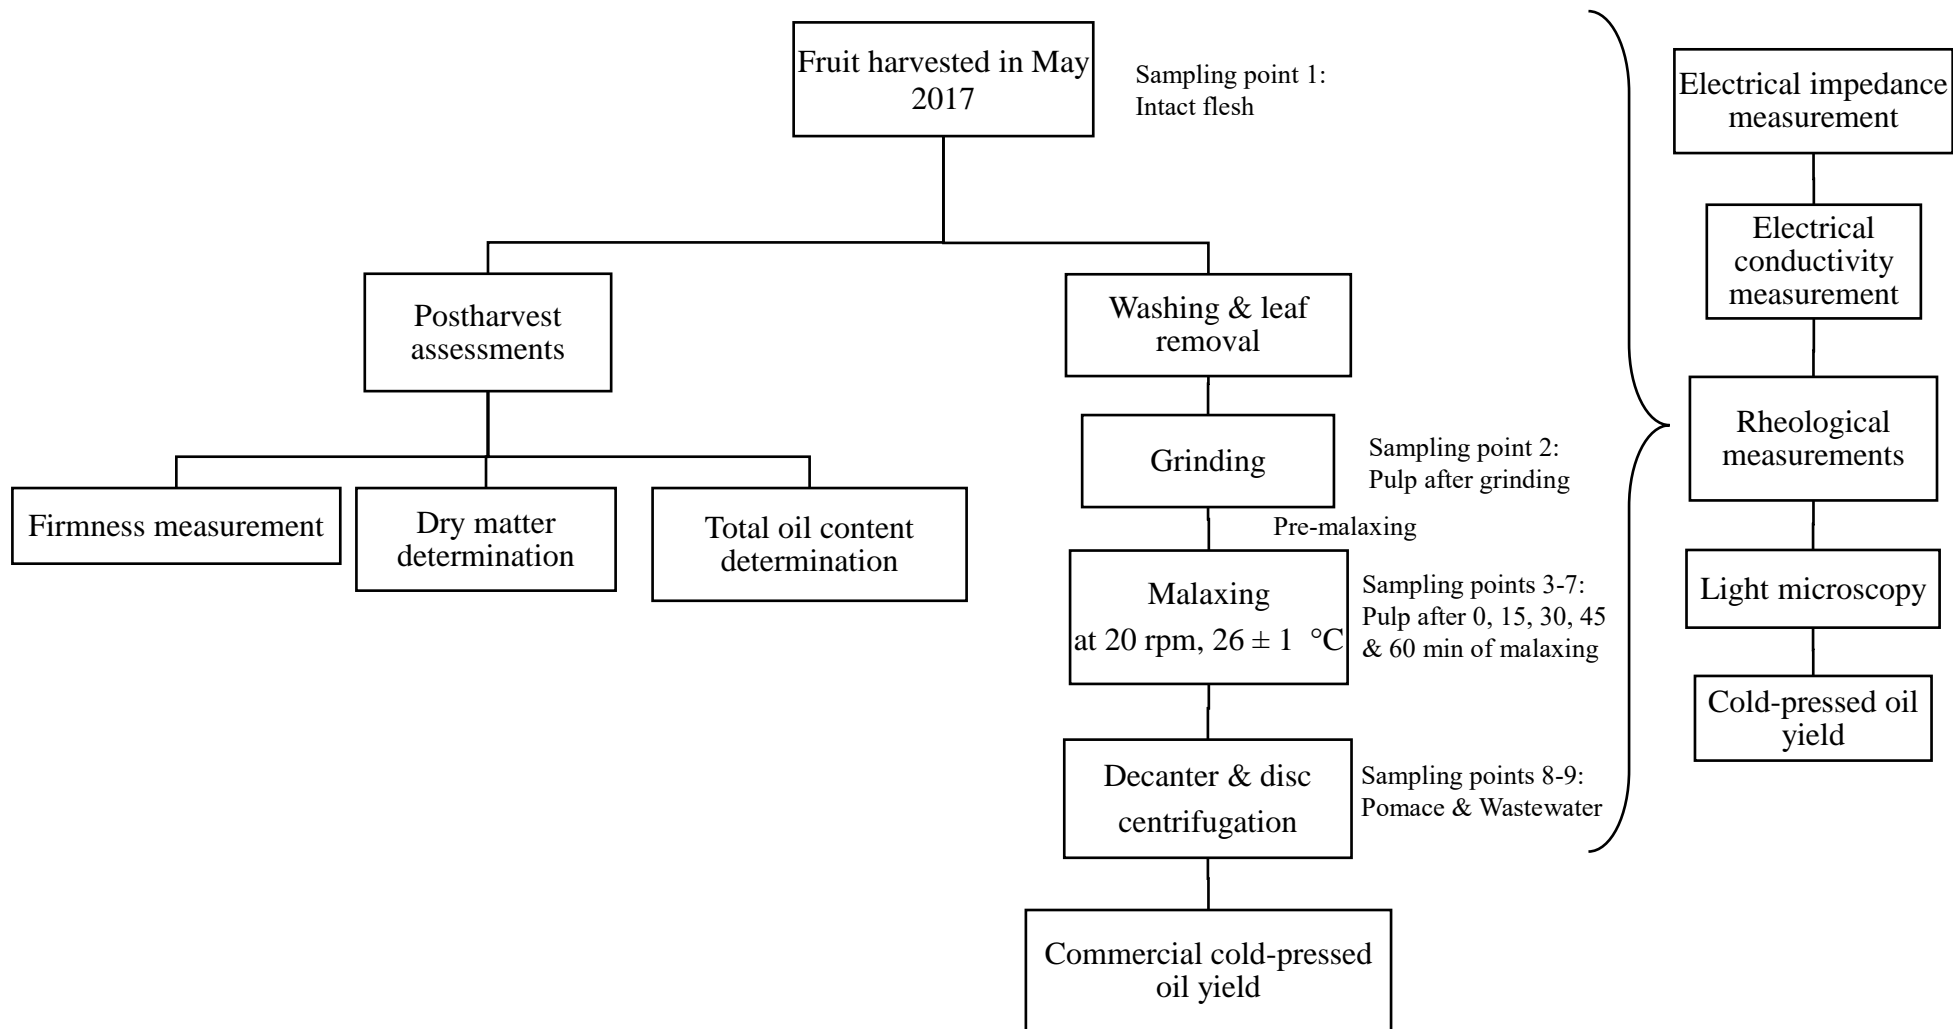 Fruit harvested in May
2017
Sampling point 1:
Intact flesh
Postharvest
assessments
Firmness measurement
Dry matter
determination
Total oil content
determination
Washing & leaf
removal
Grinding
Sampling point 2:
Pulp after grinding
Pre-malaxing
Malaxing
at 20 rpm, 26 ± 1 °C
Sampling points 3-7:
Pulp after 0, 15, 30, 45
& 60 min of malaxing
Decanter & disc
centrifugation
Sampling points 8-9:
Pomace & Wastewater
Commercial cold-pressed
oil yield
Electrical impedance
measurement
Electrical
conductivity
measurement
Rheological
measurements
Light microscopy
Cold-pressed oil
yield